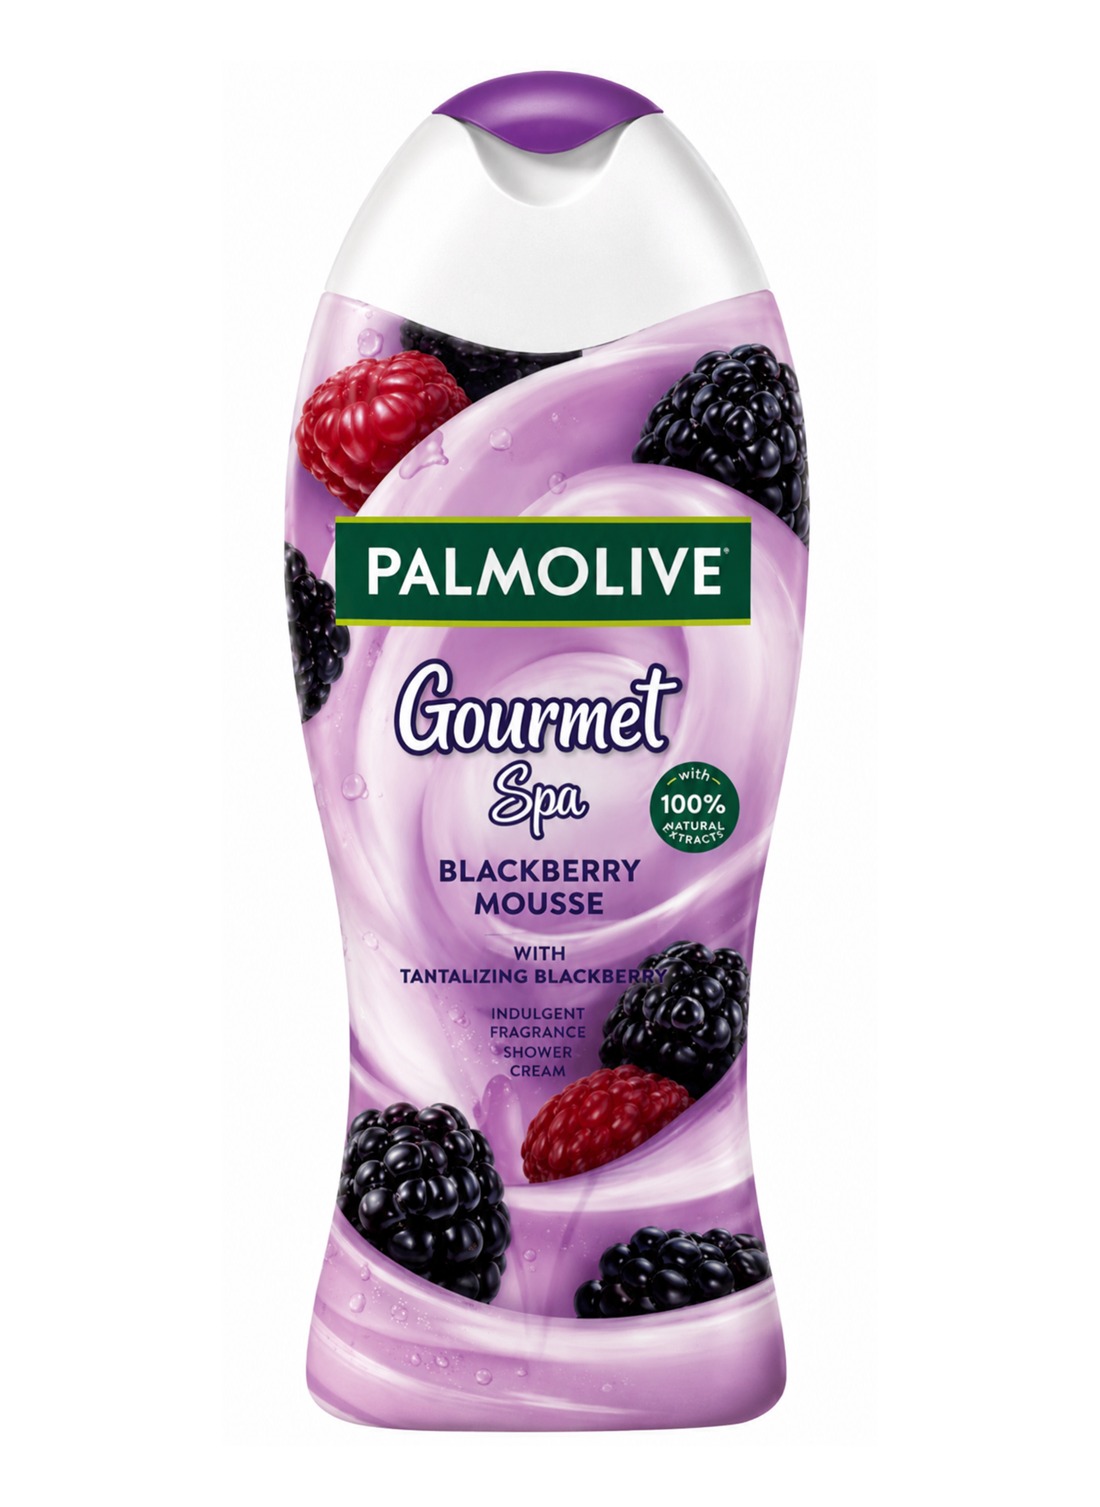 PALMOLIVE®
Gourmet
Spa
with
100%
NATURAL
EXTRACTS
BLACKBERRY
MOUSSE
WITH
TANTALIZING BLACKBERRY
INDULGENT
FRAGRANCE
SHOWER
CREAM